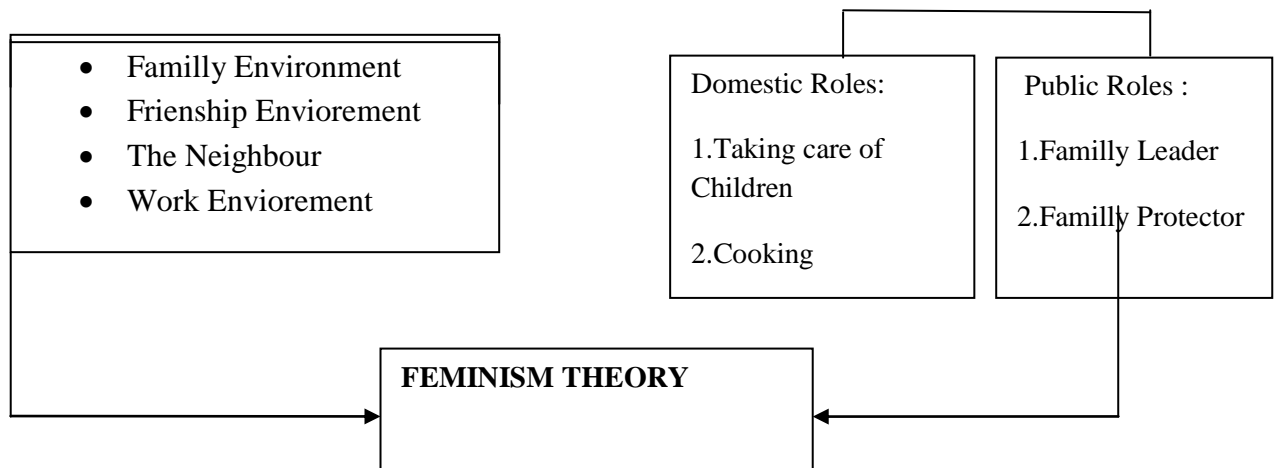 • Familly Environment
• Frienship Enviorement
• The Neighbour
• Work Enviorement
Domestic Roles:
1.Taking care of
Children
2.Cooking
Public Roles :
1.Familly Leader
2.Familly Protector
FEMINISM THEORY